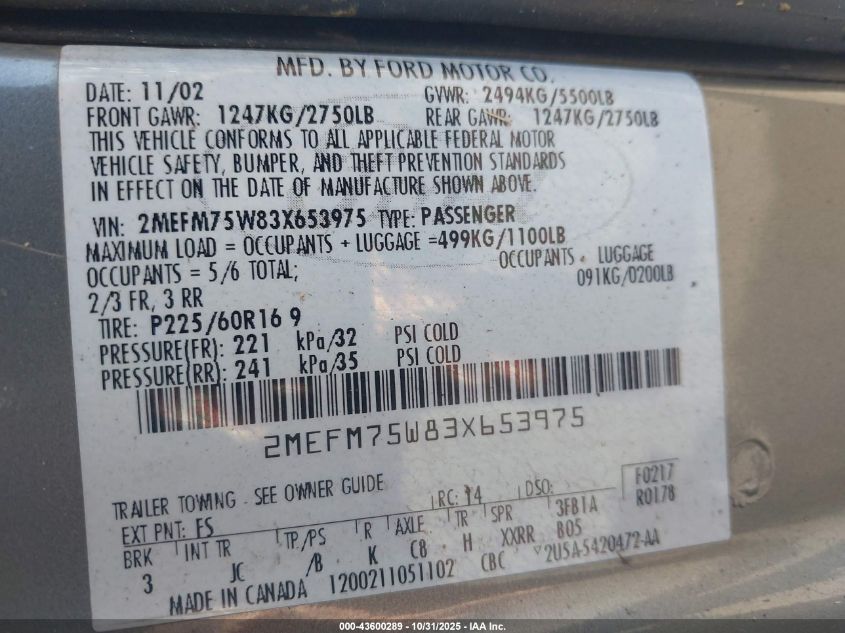 MFD. BY FORD MOTOR CO.
DATE: 11/02 GVWR: 2494KG/5500LB
FRONT GAWR: 1247KG/2750LB REAR GAWR: 1247KG/2750LB
THIS VEHICLE CONFORMS TO ALL APPLICABLE FEDERAL MOTOR
VEHICLE SAFETY, BUMPER, AND THEFT PREVENTION STANDARDS
IN EFFECT ON THE DATE OF MANUFACTURE SHOWN ABOVE.
VIN: 2MEFM75W83X653975 TYPE: PASSENGER
MAXIMUM LOAD = OCCUPANTS + LUGGAGE =499KG/1100LB
OCCUPANTS = 5/6 TOTAL; OCCUPANTS. LUGGAGE
2/3 FR, 3 RR 091KG/0200LB
TIRE: P225/60R16 9
PRESSURE(FR): 221 kPa/32 PSI COLD
PRESSURE(RR): 241 kPa/35 PSI COLD
2MEFM75W83X653975
TRAILER TOWING - SEE OWNER GUIDE
RC: 14 DSO: F0217
EXT PNT: FS 3FB1A R0178
BRK INT TR TP/PS R AXLE TR SPR B05
3 JC /B K C8 H XXRR 2U5A-5420472-AA
MADE IN CANADA 1200211051102 CBC
000-43600289 - 10/31/2025 - IAA Inc.